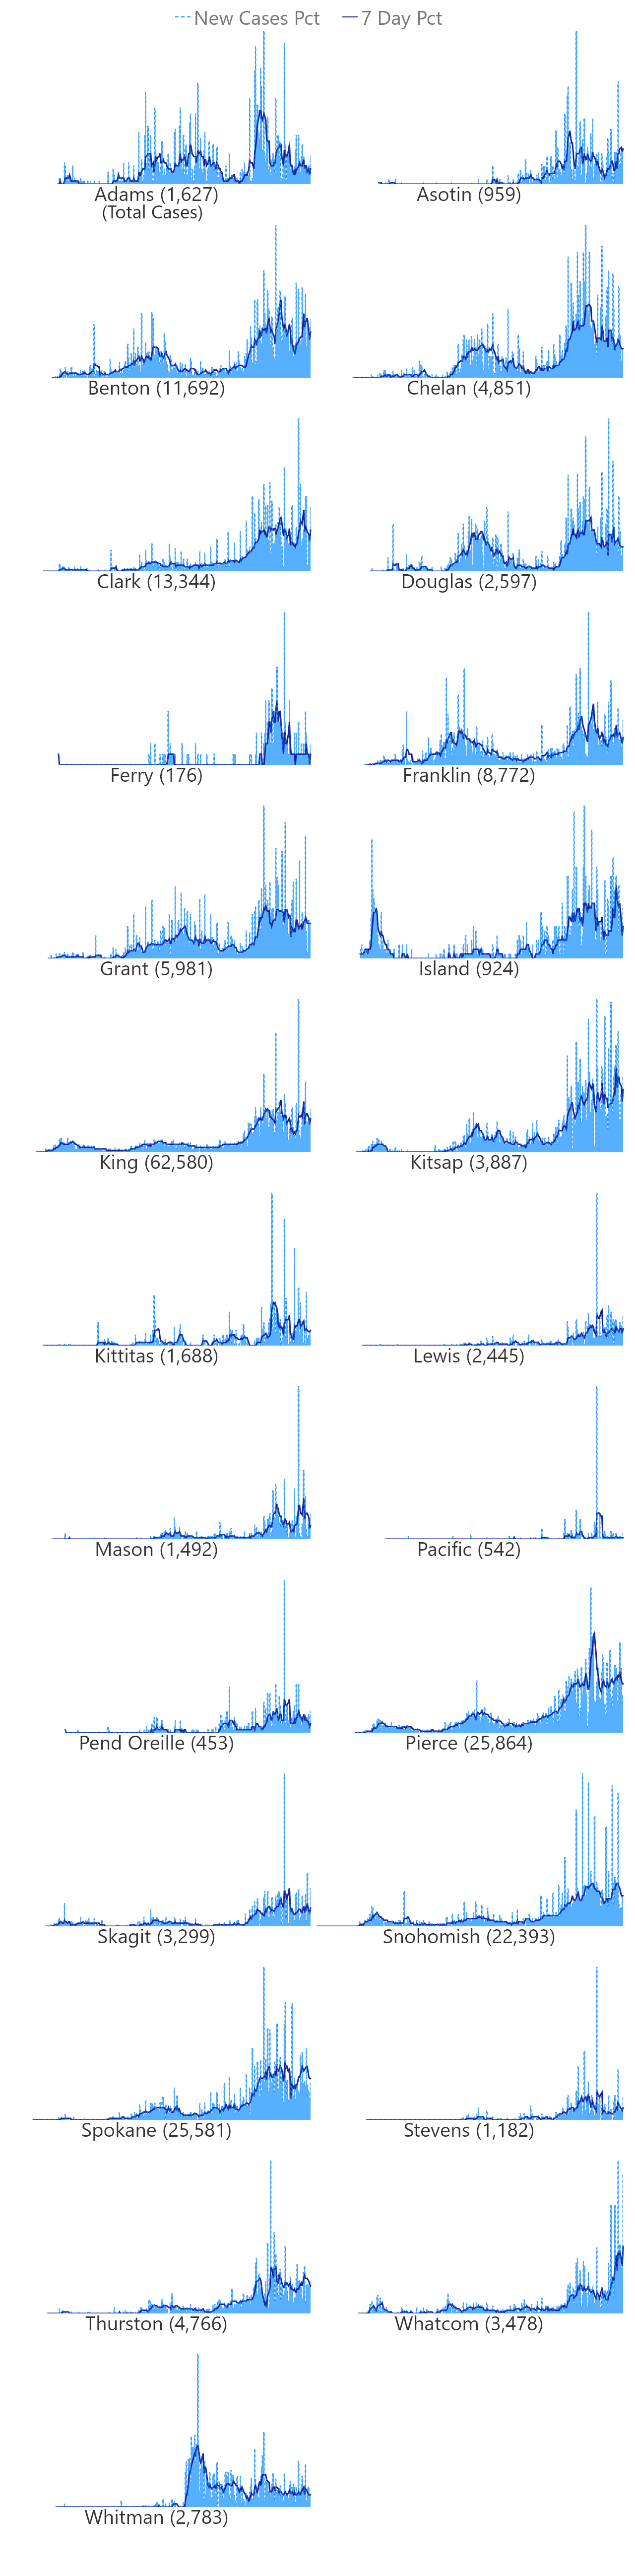 New Cases Pct 7 Day Pct
Adams (1,627) Asotin (959)
(Total Cases)
Benton (11,692) Chelan (4,851)
Clark (13,344) Douglas (2,597)
Ferry (176) Franklin (8,772)
Grant (5,981) Island (924)
King (62,580) Kitsap (3,887)
Kittitas (1,688) Lewis (2,445)
Mason (1,492) Pacific (542)
Pend Oreille (453) Pierce (25,864)
Skagit (3,299) Snohomish (22,393)
Spokane (25,581) Stevens (1,182)
Thurston (4,766) Whatcom (3,478)
Whitman (2,783)